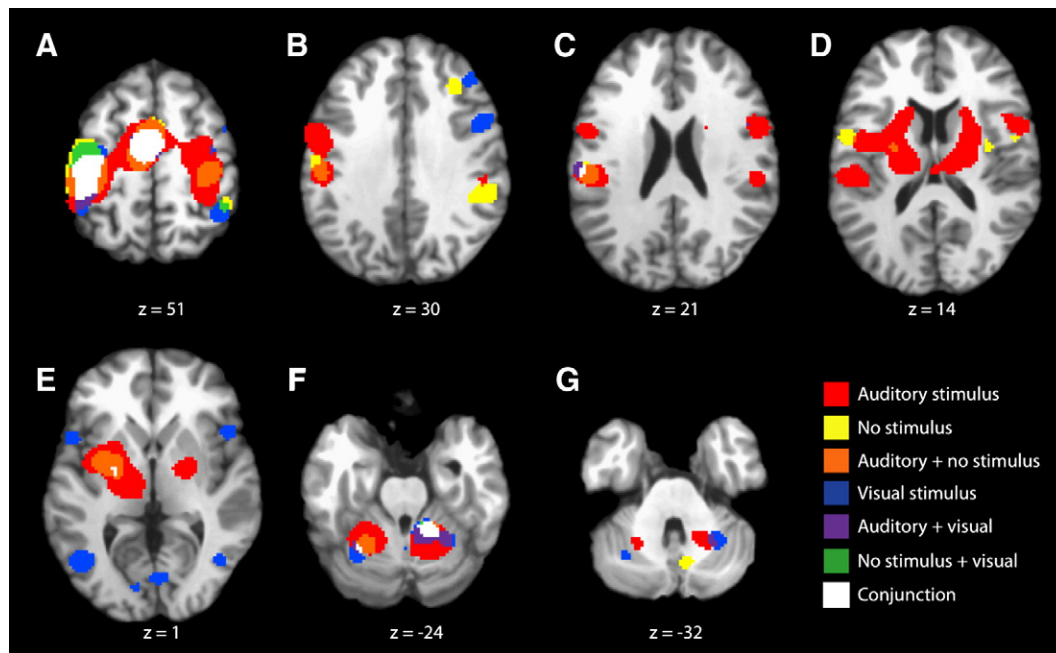 A
B
C
D
z = 51
z = 30
z = 21
z = 14
E
F
G
z = 1
z = -24
z = -32
Auditory stimulus
No stimulus
Auditory + no stimulus
Visual stimulus
Auditory + visual
No stimulus + visual
Conjunction